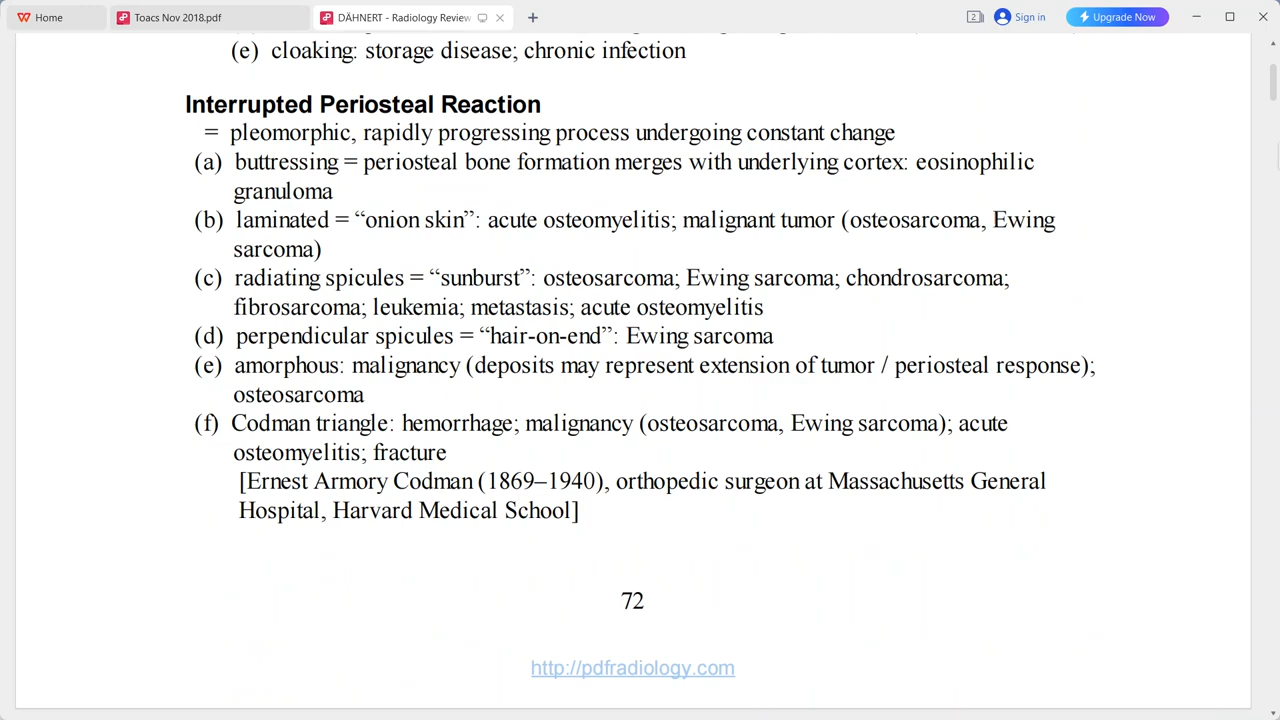 Home
Toacs Nov 2018.pdf
DÄHNERT - Radiology Review
Sign in
Upgrade Now
(e) cloaking: storage disease; chronic infection
Interrupted Periosteal Reaction
= pleomorphic, rapidly progressing process undergoing constant change
(a) buttressing = periosteal bone formation merges with underlying cortex: eosinophilic
granuloma
(b) laminated = “onion skin”: acute osteomyelitis; malignant tumor (osteosarcoma, Ewing
sarcoma)
(c) radiating spicules = “sunburst”: osteosarcoma; Ewing sarcoma; chondrosarcoma;
fibrosarcoma; leukemia; metastasis; acute osteomyelitis
(d) perpendicular spicules = “hair-on-end”: Ewing sarcoma
(e) amorphous: malignancy (deposits may represent extension of tumor / periosteal response);
osteosarcoma
(f) Codman triangle: hemorrhage; malignancy (osteosarcoma, Ewing sarcoma); acute
osteomyelitis; fracture
[Ernest Armory Codman (1869–1940), orthopedic surgeon at Massachusetts General
Hospital, Harvard Medical School]
72
http://pdfradiology.com